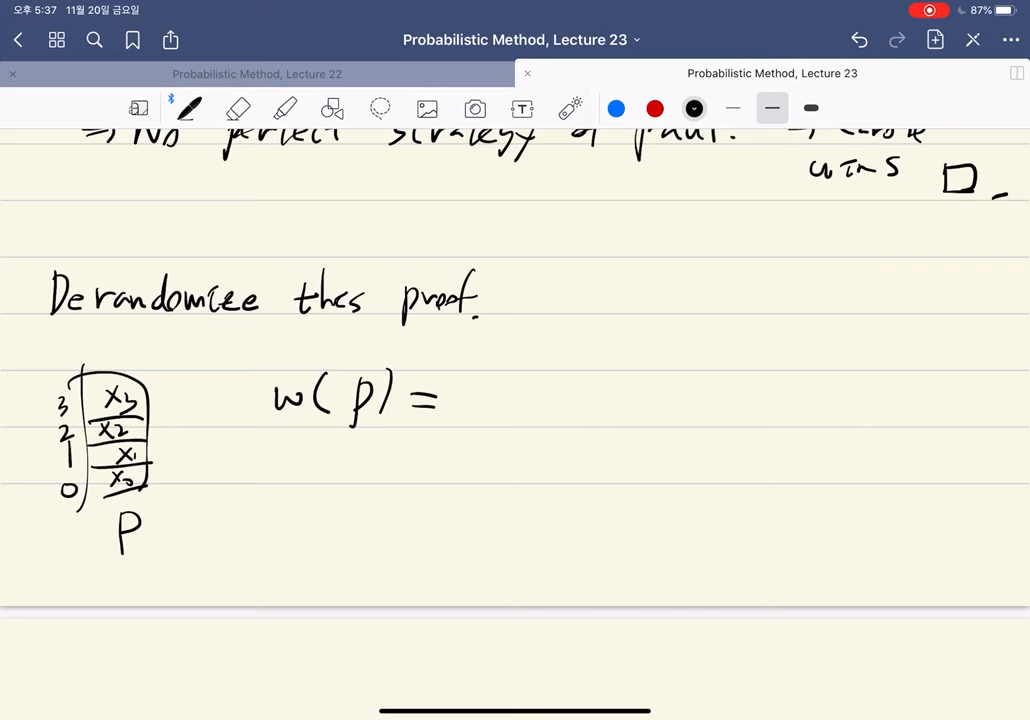 오후 5:37 11월 20일 금요일
87%
Probabilistic Method, Lecture 23
Probabilistic Method, Lecture 22
Probabilistic Method, Lecture 23
⇒ No perfect strategy of paul. → Carole
wins □.
Derandomize this proof.
3 x₃
2 x₂
1 x₁
0 x₀
P
w(P) =